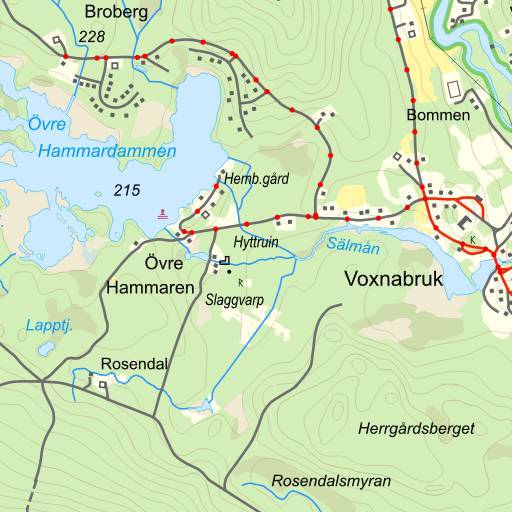 Broberg
228
Övre
Hammardammen
Bommen
215
Hemb.gård
Hyttruin
Sälmån
K
Övre
Hammaren
Voxnabruk
Slaggvarp
Lapptj.
Rosendal
Herrgårdsberget
Rosendalsmyran